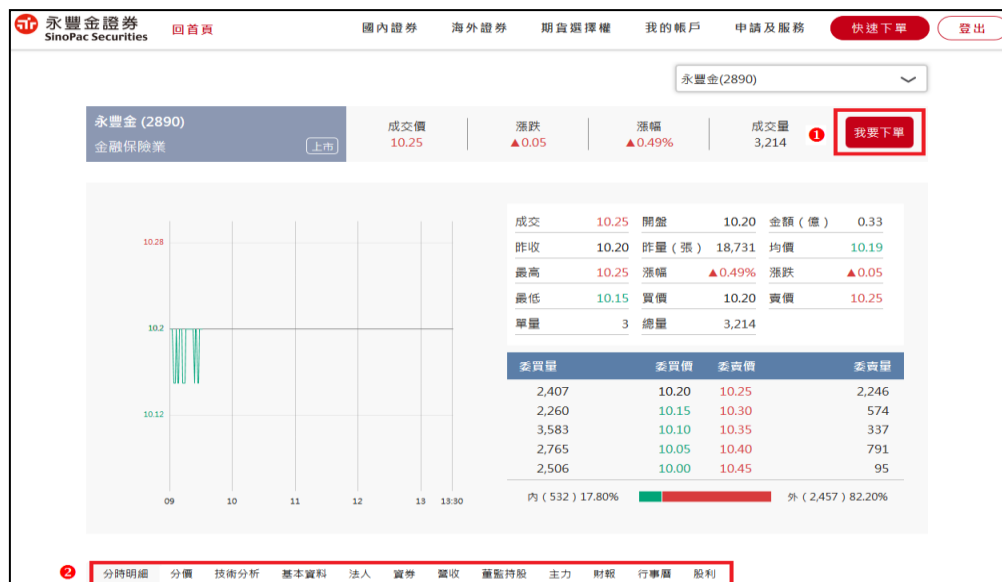 永豐金證券
SinoPac Securities
回首頁
國內證券 海外證券 期貨選擇權 我的帳戶 申請及服務 快速下單 登出
永豐金(2890)
永豐金 (2890)
金融保險業 上市
成交價 漲跌 漲幅 成交量
10.25 ▲0.05 ▲0.49% 3,214
❶ 我要下單
10.28
10.2
10.12
09 10 11 12 13 13:30
成交 10.25 開盤 10.20 金額(億) 0.33
昨收 10.20 昨量(張) 18,731 均價 10.19
最高 10.25 漲幅 ▲0.49% 漲跌 ▲0.05
最低 10.15 買價 10.20 賣價 10.25
單量 3 總量 3,214
委買量 委買價 委賣價 委賣量
2,407 10.20 10.25 2,246
2,260 10.15 10.30 574
3,583 10.10 10.35 337
2,765 10.05 10.40 791
2,506 10.00 10.45 95
內(532)17.80% 外(2,457)82.20%
❷ 分時明細 分價 技術分析 基本資料 法人 資券 營收 董監持股 主力 財報 行事曆 股利